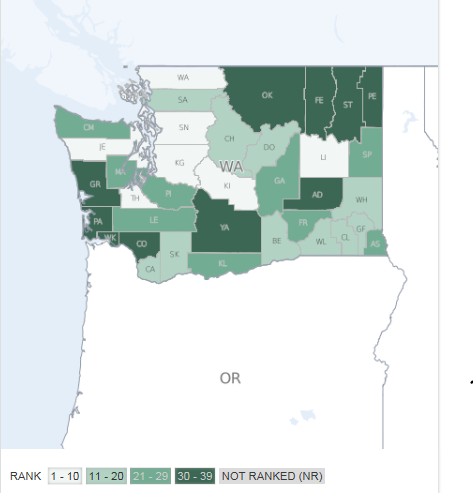 WA
SA
OK
FE
ST
PE
SN
CH
CM
DO
JE
KG
WA
LI
SP
MA
GR
PI
KI
GA
AD
TH
WH
PA
LE
YA
FR
GF
WK
CO
SK
BE
WL
CL
AS
CA
KL
OR
RANK 1 - 10 11 - 20 21 - 29 30 - 39 NOT RANKED (NR)